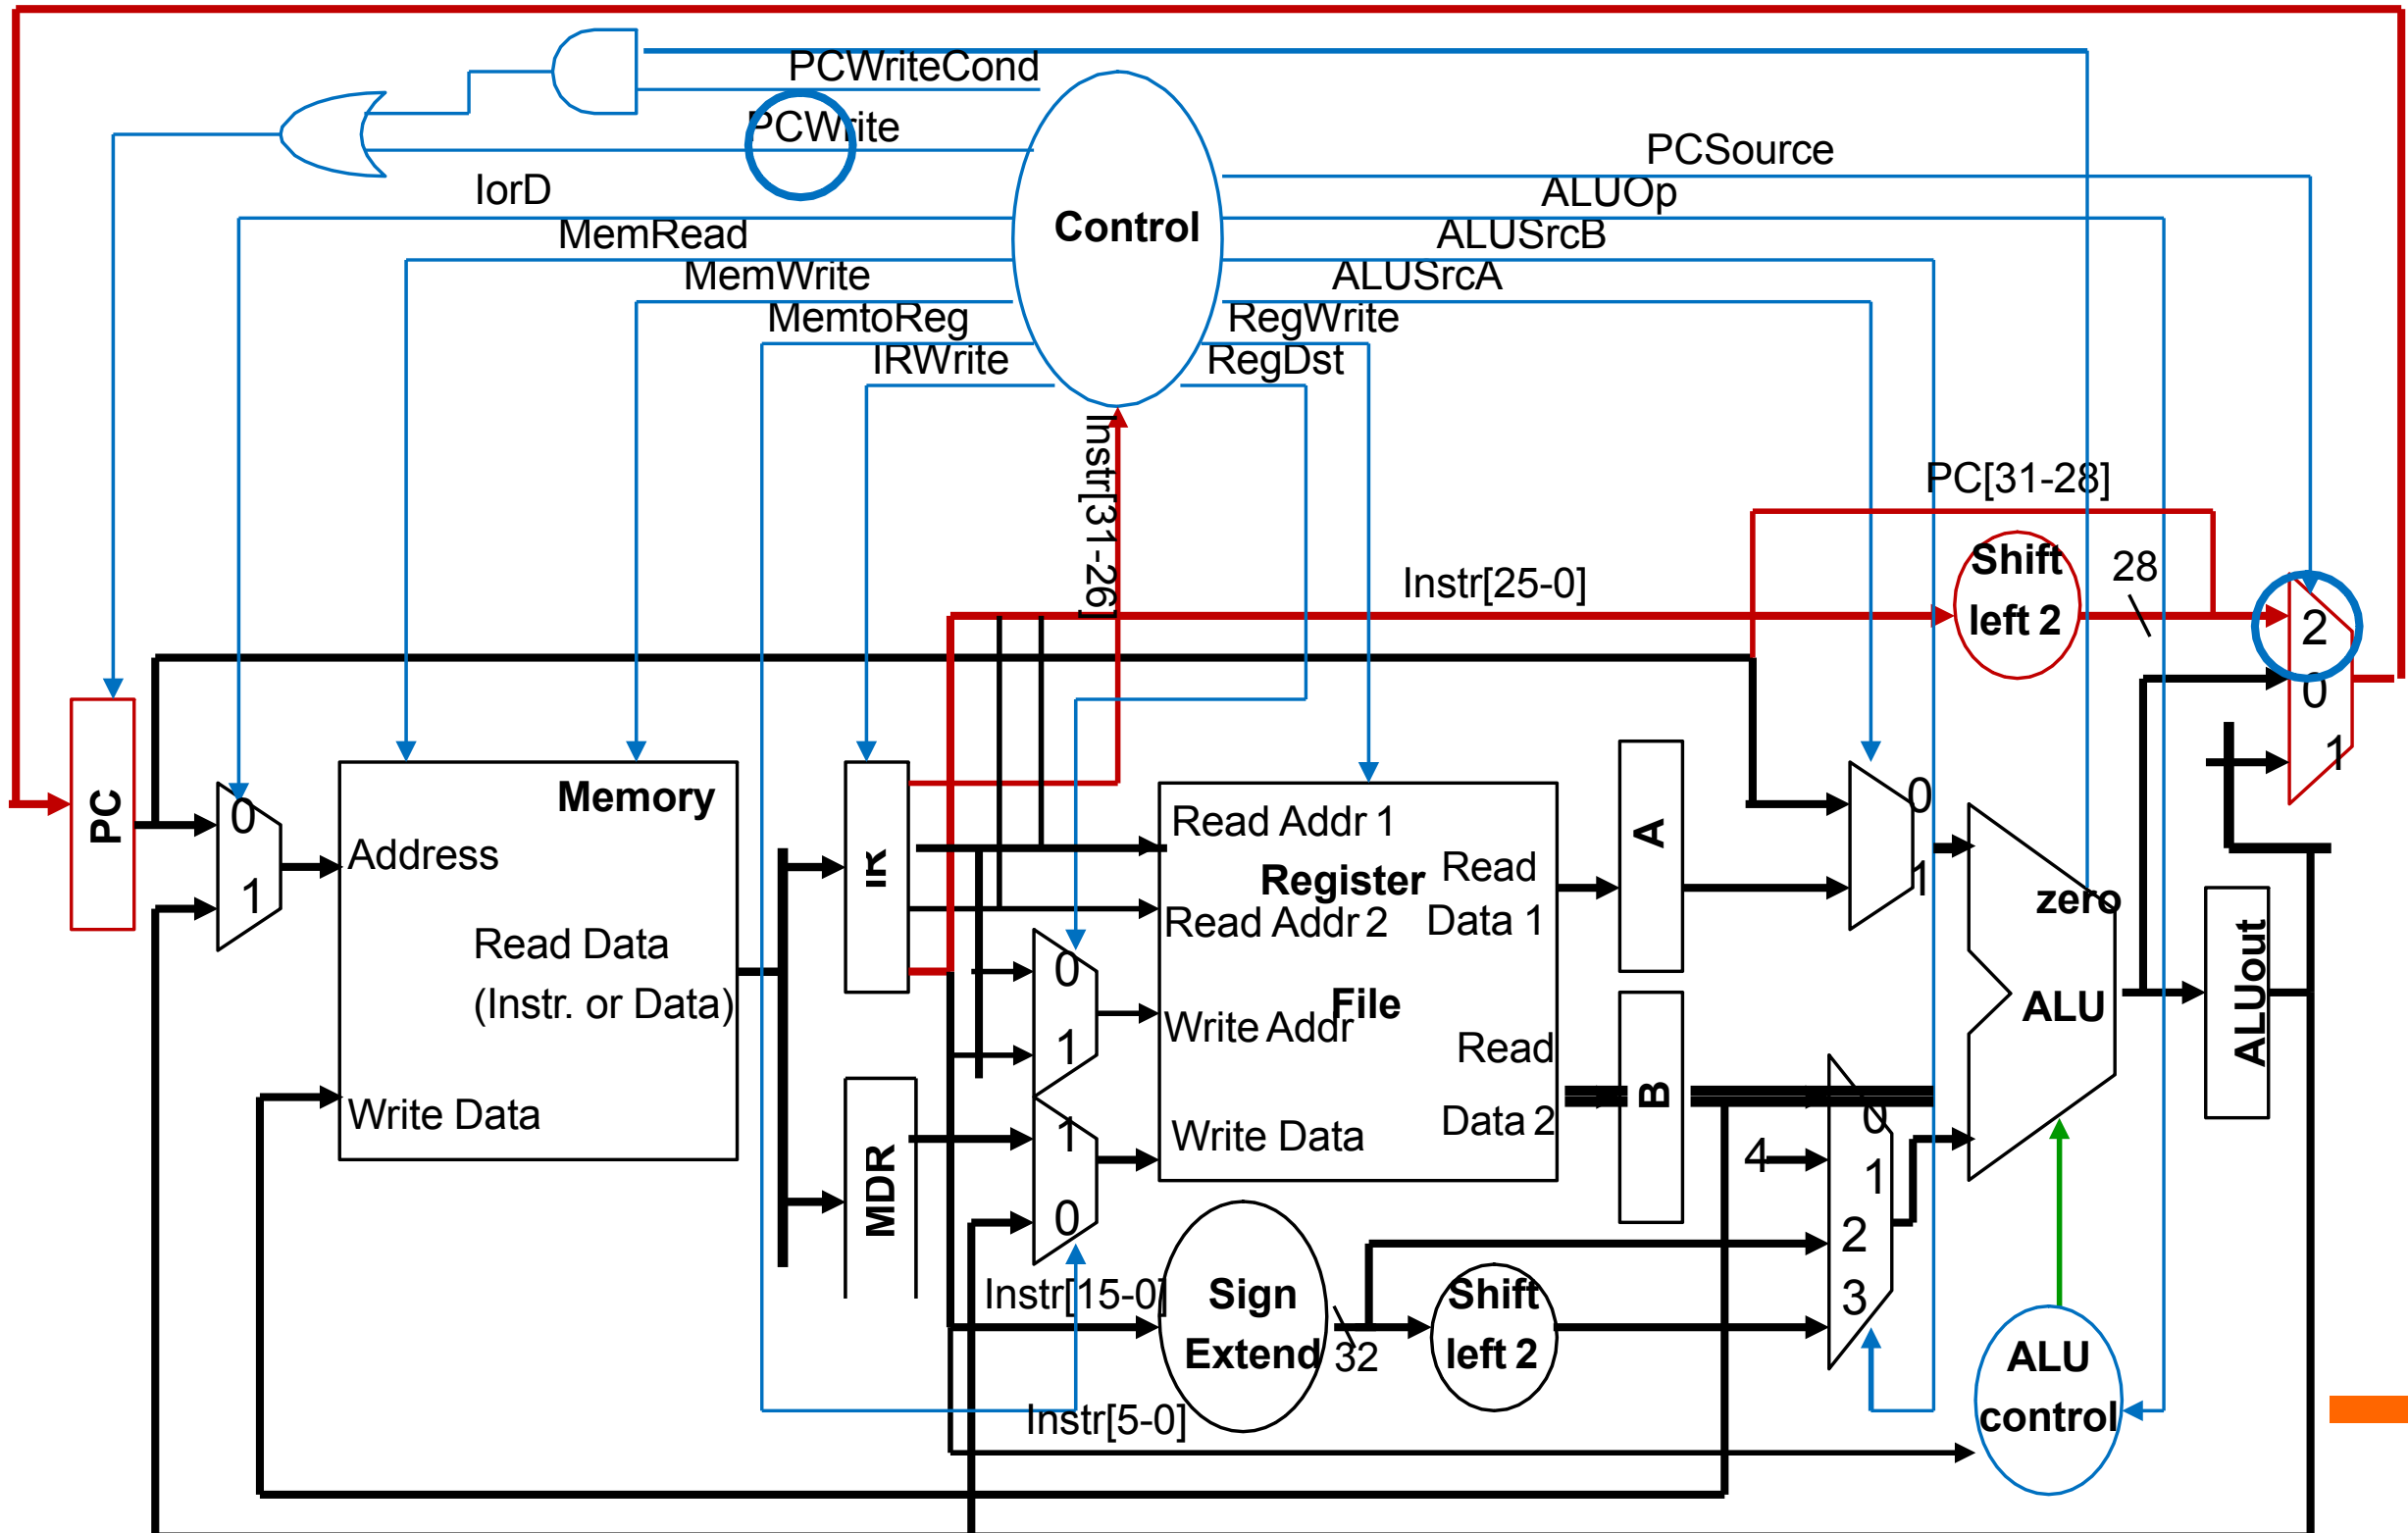 PCWriteCond
PCWrite
PCSource
IorD
ALUOp
Control
MemRead
ALUSrcB
MemWrite
ALUSrcA
MemtoReg
RegWrite
IRWrite
RegDst
Instr[31-26]
PC[31-28]
Instr[25-0]
Shift
left 2
28
2
0
1
PC
0
1
Memory
Address
Read Data
(Instr. or Data)
Write Data
IR
MDR
Read Addr 1
Register
Read
Data 1
Read Addr 2
File
Write Addr
Read
Data 2
Write Data
0
1
1
0
A
B
0
1
zero
ALU
ALUout
4
0
1
2
3
Instr[15-0]
Sign
Extend
32
Shift
left 2
ALU
control
Instr[5-0]